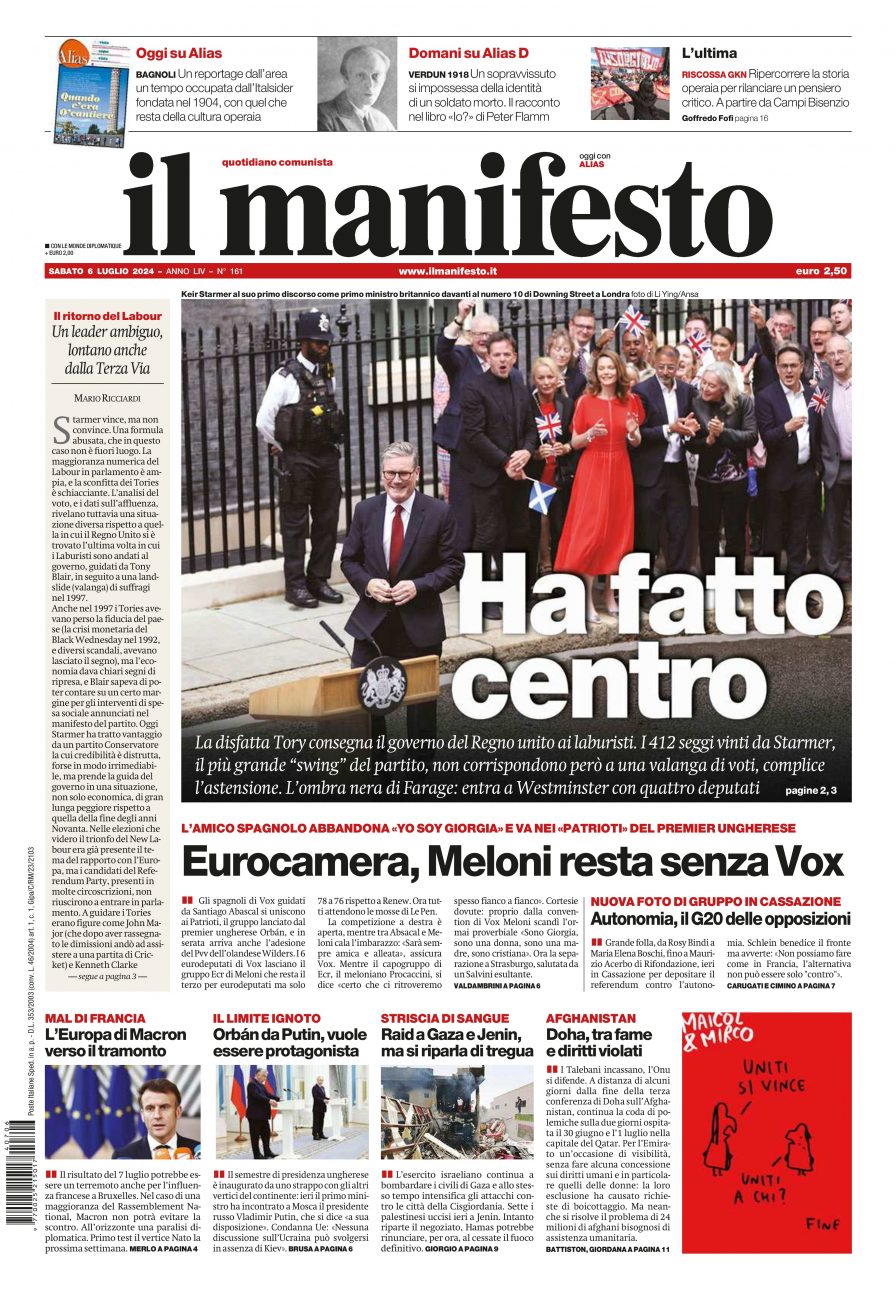 Oggi su Alias
BAGNOLI Un reportage dall'area
un tempo occupata dall'Italsider
fondata nel 1904, con quel che
resta della cultura operaia
Alias
Quando
c'era
O'cantiere
Domani su Alias D
VERDUN 1918 Un sopravvissuto
si impossessa della identità
di un soldato morto. Il racconto
nel libro «Io?» di Peter Flamm
L'ultima
RISCOSSA GKN Ripercorrere la storia
operaia per rilanciare un pensiero
critico. A partire da Campi Bisenzio
Goffredo Fofi pagina 16
quotidiano comunista
oggi con
ALIAS
il manifesto
■ CON LE MONDE DIPLOMATIQUE
+ EURO 2,00
SABATO 6 LUGLIO 2024 – ANNO LIV – N° 161
www.ilmanifesto.it
euro 2,50
Il ritorno del Labour
Un leader ambiguo,
lontano anche
dalla Terza Via
MARIO RICCIARDI
Starmer vince, ma non
convince. Una formula
abusata, che in questo
caso non è fuori luogo. La
maggioranza numerica del
Labour in parlamento è am-
pia, e la sconfitta dei Tories
è schiacciante. L'analisi del
voto, e i dati sull'affluenza,
rivelano tuttavia una situa-
zione diversa rispetto a quel-
la in cui il Regno Unito si è
trovato l'ultima volta in cui
i Laburisti sono andati al
governo, guidati da Tony
Blair, in seguito a una land-
slide (valanga) di suffragi
nel 1997.
Anche nel 1997 i Tories ave-
vano perso la fiducia del pae-
se (la crisi monetaria del
Black Wednesday nel 1992,
e diversi scandali, avevano
lasciato il segno), ma l'eco-
nomia dava chiari segni di
ripresa, e Blair sapeva di po-
ter contare su un certo mar-
gine per gli interventi di spe-
sa sociale annunciati nel
manifesto del partito. Oggi
Starmer ha tratto vantaggio
da un partito Conservatore
la cui credibilità è distrutta,
forse in modo irrimediabi-
le, ma prende la guida del
governo in una situazione,
non solo economica, di gran
lunga peggiore rispetto a
quella della fine degli anni
Novanta. Nelle elezioni che
videro il trionfo del New La-
bour era già presente il te-
ma del rapporto con l'Euro-
pa, ma i candidati del Refe-
rendum Party, presenti in
molte circoscrizioni, non
riuscirono a entrare in parla-
mento. A guidare i Tories
erano figure come John Ma-
jor (che dopo aver rassegna-
to le dimissioni andò ad assi-
stere a una partita di Cric-
ket) e Kenneth Clarke
— segue a pagina 3 —
Keir Starmer al suo primo discorso come primo ministro britannico davanti al numero 10 di Downing Street a Londra foto di Li Ying/Ansa
Ha fatto
centro
La disfatta Tory consegna il governo del Regno unito ai laburisti. I 412 seggi vinti da Starmer,
il più grande “swing” del partito, non corrispondono però a una valanga di voti, complice
l'astensione. L'ombra nera di Farage: entra a Westminster con quattro deputati
pagine 2, 3
L'AMICO SPAGNOLO ABBANDONA «YO SOY GIORGIA» E VA NEI «PATRIOTI» DEL PREMIER UNGHERESE
Eurocamera, Meloni resta senza Vox
Gli spagnoli di Vox guidati
da Santiago Abascal si uniscono
ai Patrioti, il gruppo lanciato dal
premier ungherese Orbán, e in
serata arriva anche l'adesione
del Pvv dell'olandese Wilders. I 6
eurodeputati di Vox lasciano il
gruppo Ecr di Meloni che resta il
terzo per eurodeputati ma solo
78 a 76 rispetto a Renew. Ora tut-
ti attendono le mosse di Le Pen.
La competizione a destra è
aperta, mentre tra Absacal e Me-
loni cala l'imbarazzo: «Sarà sem-
pre amica e alleata», assicura
Vox. Mentre il capogruppo di
Ecr, il meloniano Procaccini, si
dice «certo che ci ritroveremo
spesso fianco a fianco». Cortesie
dovute: proprio dalla conven-
tion di Vox Meloni scandì l'or-
mai proverbiale «Sono Giorgia,
sono una donna, sono una ma-
dre, sono cristiana». Ora la sepa-
razione a Strasburgo, salutata da
un Salvini esultante.
VALDAMBRINI A PAGINA 6
NUOVA FOTO DI GRUPPO IN CASSAZIONE
Autonomia, il G20 delle opposizioni
Grande folla, da Rosy Bindi a
Maria Elena Boschi, fino a Mauri-
zio Acerbo di Rifondazione, ieri
in Cassazione per depositare il
referendum contro l'autono-
mia. Schlein benedice il fronte
ma avverte: «Non possiamo fare
come in Francia, l'alternativa
non può essere solo "contro"».
CARUGATI E CIMINO A PAGINA 7
MAL DI FRANCIA
L'Europa di Macron
verso il tramonto
Il risultato del 7 luglio potrebbe es-
sere un terremoto anche per l'influen-
za francese a Bruxelles. Nel caso di una
maggioranza del Rassemblement Na-
tional, Macron non potrà evitare lo
scontro. All'orizzonte una paralisi di-
plomatica. Primo test il vertice Nato la
prossima settimana. MERLO A PAGINA 4
IL LIMITE IGNOTO
Orbán da Putin, vuole
essere protagonista
Il semestre di presidenza ungherese
è inaugurato da uno strappo con gli altri
vertici del continente: ieri il primo mini-
stro ha incontrato a Mosca il presidente
russo Vladimir Putin, che si dice «a sua
disposizione». Condanna Ue: «Nessuna
discussione sull'Ucraina può svolgersi
in assenza di Kiev». BRUSA A PAGINA 6
STRISCIA DI SANGUE
Raid a Gaza e Jenin,
ma si riparla di tregua
L'esercito israeliano continua a
bombardare i civili di Gaza e allo stes-
so tempo intensifica gli attacchi con-
tro le città della Cisgiordania. Sette i
palestinesi uccisi ieri a Jenin. Intanto
riparte il negoziato, Hamas potrebbe
rinunciare, per ora, al cessate il fuoco
definitivo. GIORGIO A PAGINA 9
AFGHANISTAN
Doha, tra fame
e diritti violati
I Talebani incassano, l'Onu
si difende. A distanza di alcuni
giorni dalla fine della terza
conferenza di Doha sull'Afgha-
nistan, continua la coda di po-
lemiche sulla due giorni ospita-
ta il 30 giugno e l'1 luglio nella
capitale del Qatar. Per l'Emira-
to un'occasione di visibilità,
senza fare alcuna concessione
sui diritti umani e in particola-
re quelli delle donne: la loro
esclusione ha causato richie-
ste di boicottaggio. Ma nean-
che si risolve il problema di 24
milioni di afghani bisognosi di
assistenza umanitaria.
BATTISTON, GIORDANA A PAGINA 11
MAICOL
& MIRCO
UNITI
SI VINCE
UNITI
A CHI?
FINE
Poste Italiane Sped. in a. p. - D.L. 353/2003 (conv. L. 46/2004) art. 1, c. 1, Gipa/C/RM/23/2103
40706
9 770025 215017